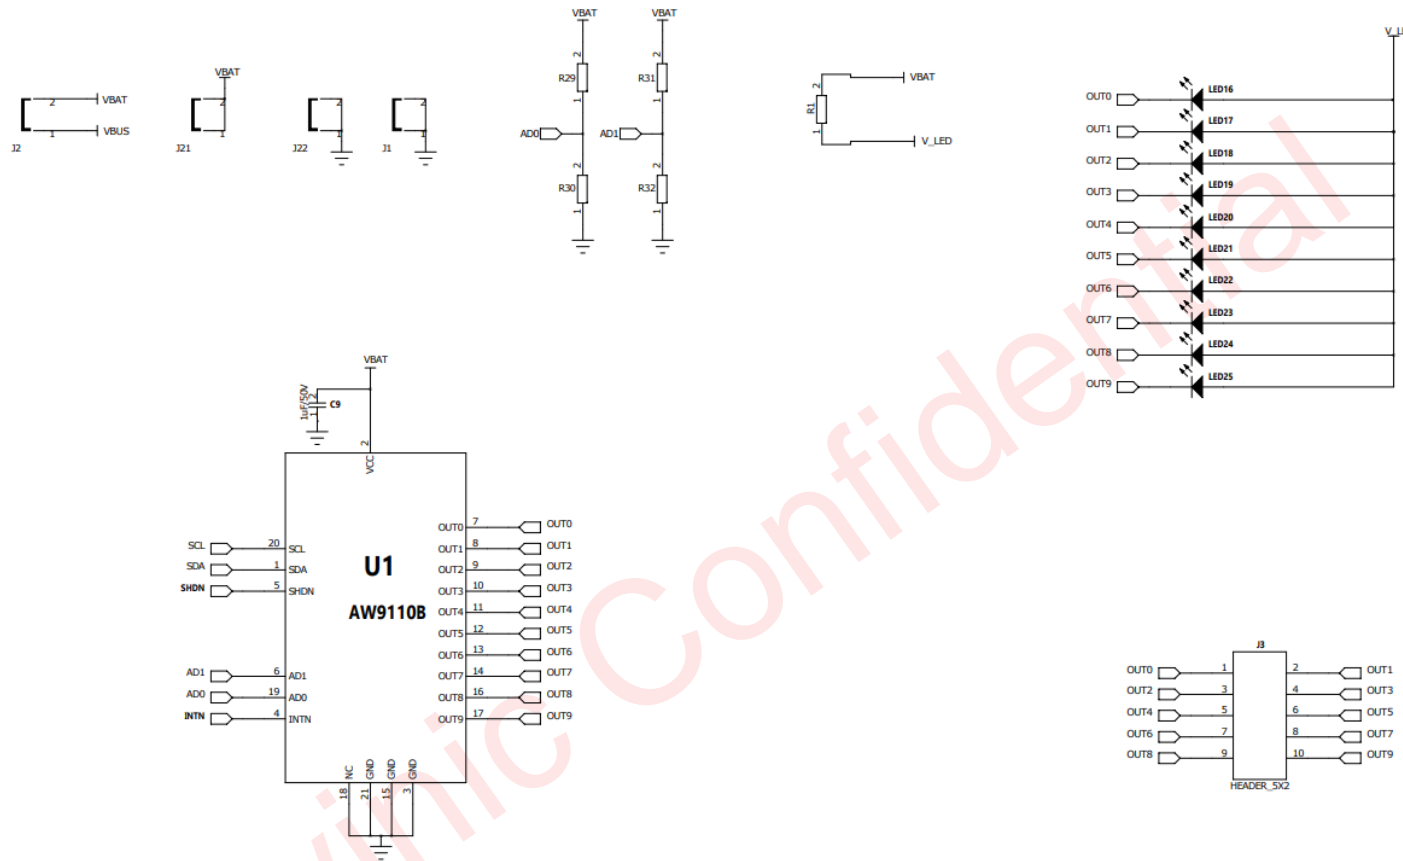 VBAT
VBAT
V_L
VBAT
2
2
VBAT
2
VBAT
R29
R31
R1
1
1
1
V_LED
2
VBAT
1
VBUS
J2
2
1
J21
2
1
J22
2
1
J1
AD0
AD1
2
2
R30
R32
1
1
OUT0
LED16
OUT1
LED17
OUT2
LED18
OUT3
LED19
OUT4
LED20
OUT5
LED21
OUT6
LED22
OUT7
LED23
OUT8
LED24
OUT9
LED25
VBAT
1uF/50V
1 2
C9
2
VCC
U1
AW9110B
SCL 20 SCL
SDA 1 SDA
SHDN 5 SHDN
AD1 6 AD1
AD0 19 AD0
INTN 4 INTN
OUT0 7 OUT0
OUT1 8 OUT1
OUT2 9 OUT2
OUT3 10 OUT3
OUT4 11 OUT4
OUT5 12 OUT5
OUT6 13 OUT6
OUT7 14 OUT7
OUT8 16 OUT8
OUT9 17 OUT9
NC GND GND GND
18 21 15 3
J3
OUT0 1 2 OUT1
OUT2 3 4 OUT3
OUT4 5 6 OUT5
OUT6 7 8 OUT7
OUT8 9 10 OUT9
HEADER_5X2
inic Confidential